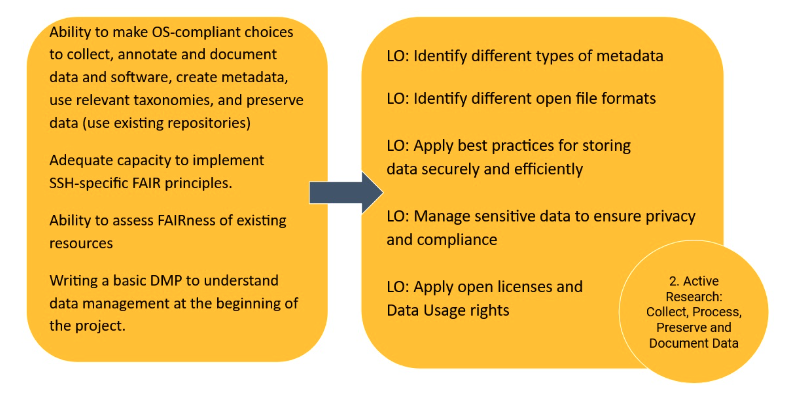 Ability to make OS-compliant choices
to collect, annotate and document
data and software, create metadata,
use relevant taxonomies, and preserve
data (use existing repositories)
Adequate capacity to implement
SSH-specific FAIR principles.
Ability to assess FAIRness of existing
resources
Writing a basic DMP to understand
data management at the beginning of
the project.
LO: Identify different types of metadata
LO: Identify different open file formats
LO: Apply best practices for storing
data securely and efficiently
LO: Manage sensitive data to ensure privacy
and compliance
LO: Apply open licenses and
Data Usage rights
2. Active
Research:
Collect, Process,
Preserve and
Document Data